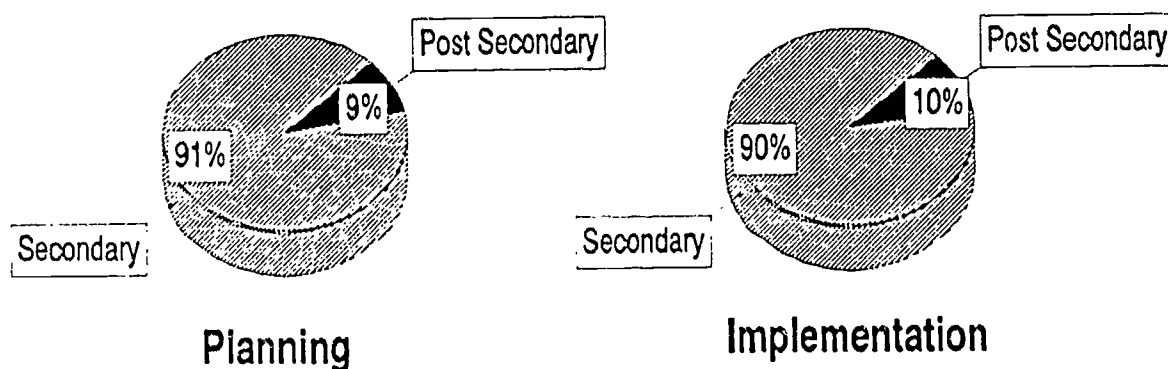 Post Secondary
9%
91%
Secondary
Planning
Post Secondary
10%
90%
Secondary
Implementation